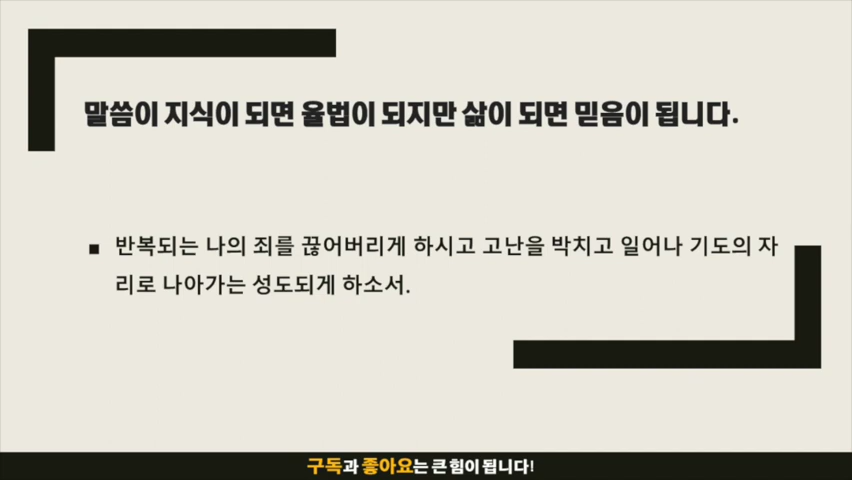 말씀이 지식이 되면 율법이 되지만 삶이 되면 믿음이 됩니다.
■ 반복되는 나의 죄를 끊어버리게 하시고 고난을 박치고 일어나 기도의 자
리로 나아가는 성도되게 하소서.
구독과 좋아요는 큰 힘이 됩니다!